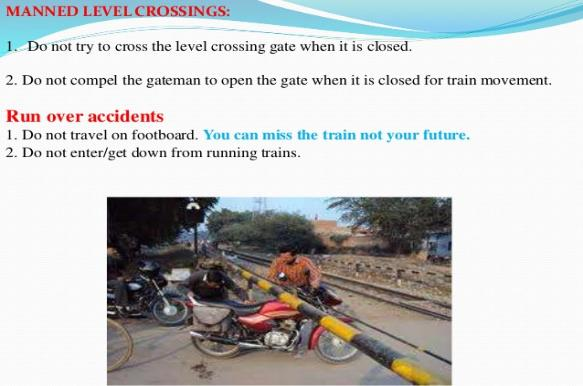 MANNED LEVEL CROSSINGS:
1. Do not try to cross the level crossing gate when it is closed.
2. Do not compel the gateman to open the gate when it is closed for train movement.
Run over accidents
1. Do not travel on footboard. You can miss the train not your future.
2. Do not enter/get down from running trains.